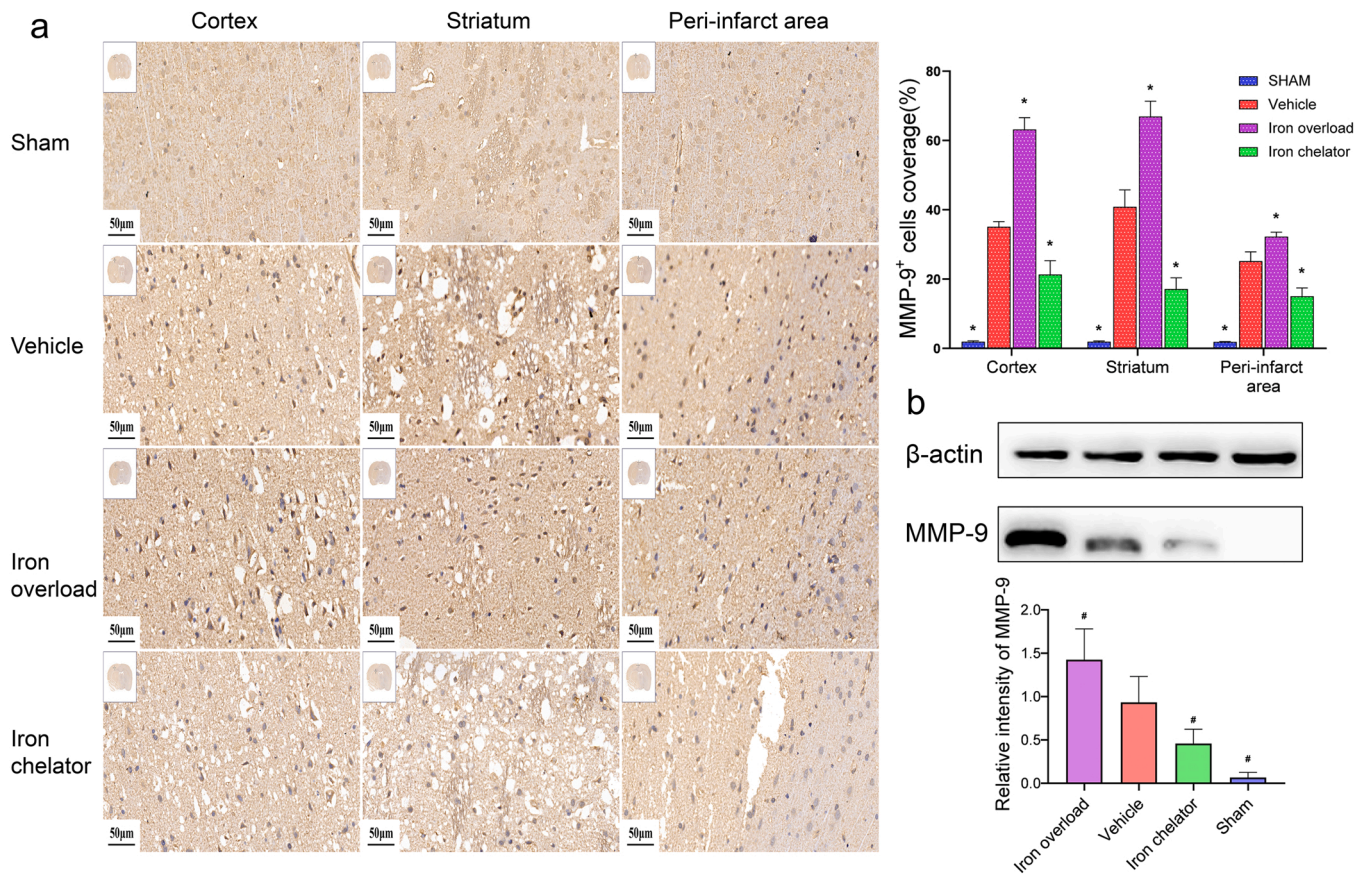 a
Cortex
Striatum
Peri-infarct area
Sham
50μm
50μm
50μm
Vehicle
50μm
50μm
50μm
Iron
overload
50μm
50μm
50μm
Iron
chelator
50μm
50μm
50μm
MMP-9+ cells coverage(%)
80
60
40
20
0
*
*
*
*
*
*
*
*
*
SHAM
Vehicle
Iron overload
Iron chelator
Cortex
Striatum
Peri-infarct
area
b
β-actin
MMP-9
Relative intensity of MMP-9
2.0
1.5
1.0
0.5
0.0
#
#
#
Iron overload
Vehicle
Iron chelator
Sham